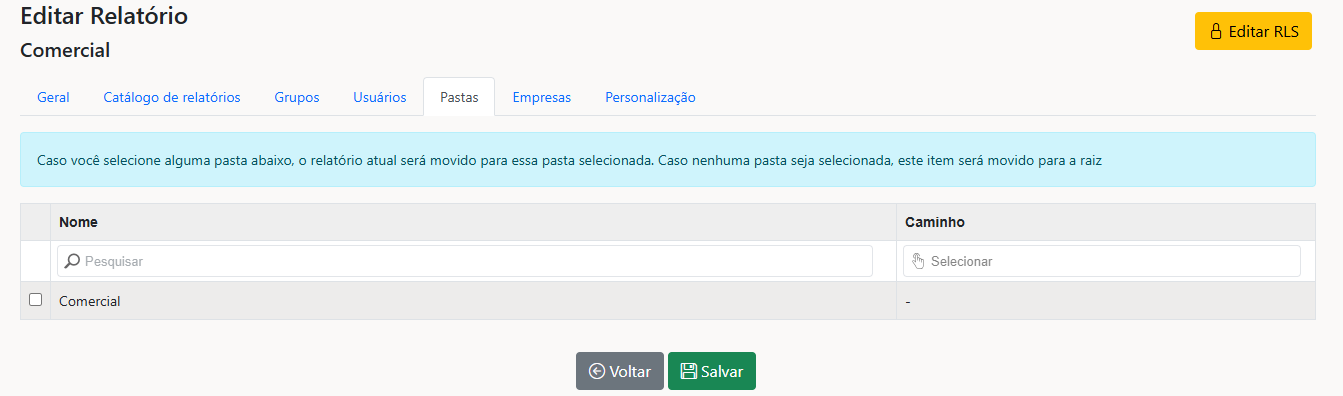 Editar Relatório
Editar RLS
Comercial
Geral Catálogo de relatórios Grupos Usuários Pastas Empresas Personalização
Caso você selecione alguma pasta abaixo, o relatório atual será movido para essa pasta selecionada. Caso nenhuma pasta seja selecionada, este item será movido para a raiz
Nome Caminho
Pesquisar Selecionar
Comercial -
Voltar Salvar